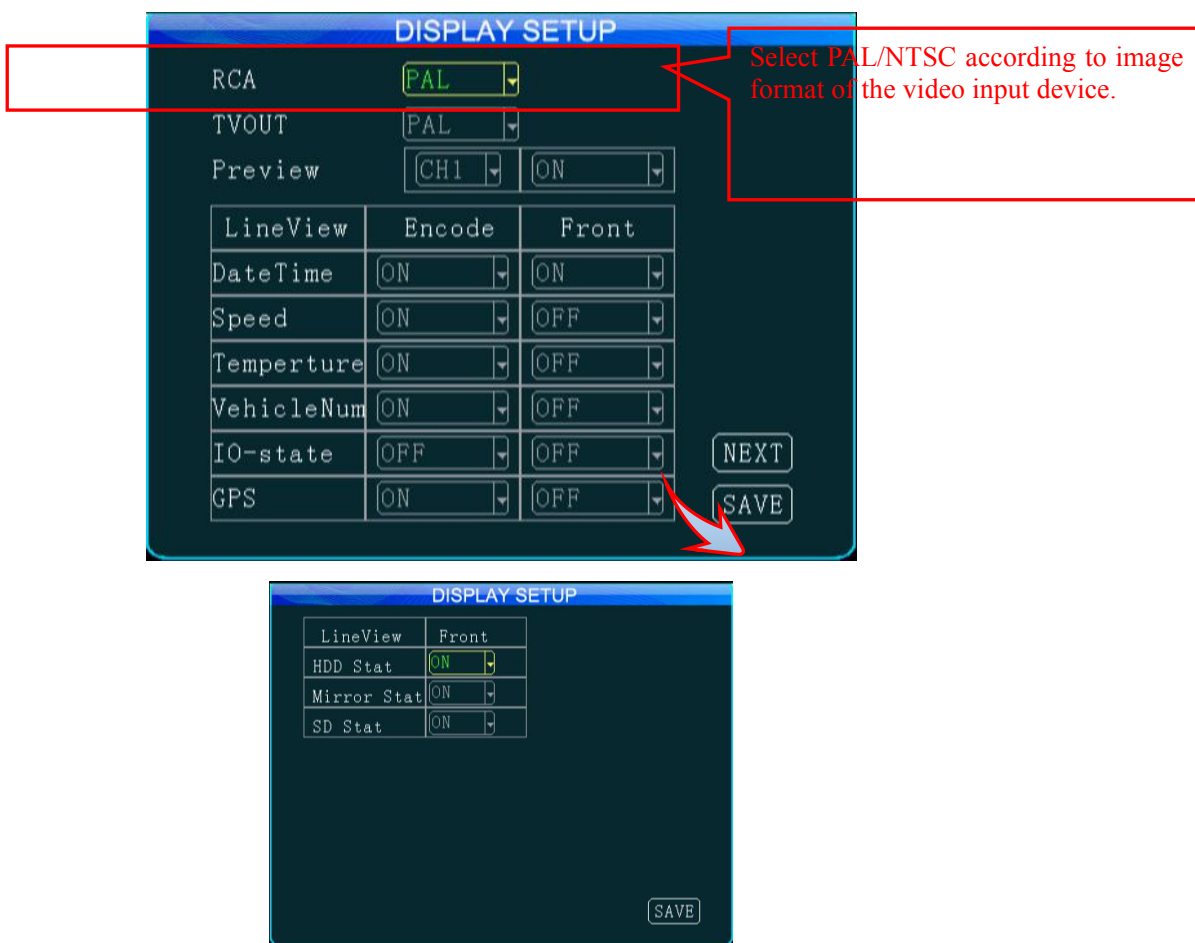 DISPLAY SETUP
Select PAL/NTSC according to image
format of the video input device.
RCA PAL
TVOUT PAL
Preview CH1 ON
LineView Encode Front
DateTime ON ON
Speed ON OFF
Temperture ON OFF
VehicleNum ON OFF
IO-state OFF OFF
GPS ON OFF
NEXT
SAVE
DISPLAY SETUP
LineView Front
HDD Stat ON
Mirror Stat ON
SD Stat ON
SAVE